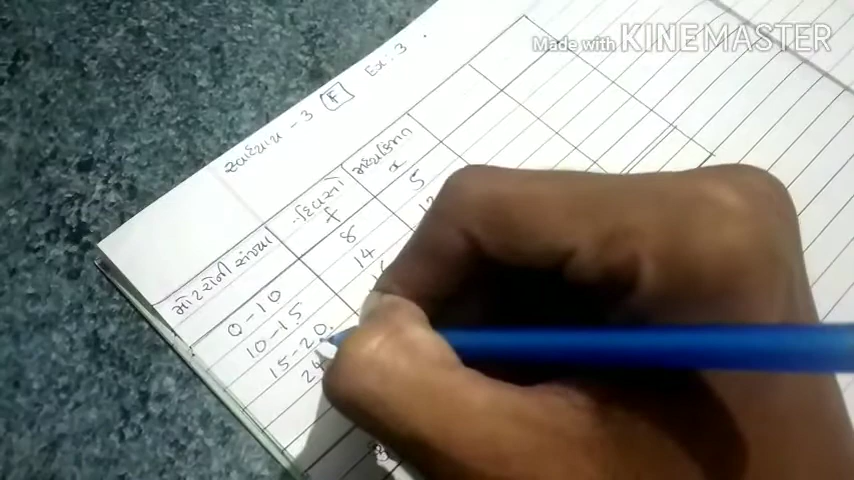 Made with KINEMASTER
સ્વાધ્યાય - 3 F Ex : 3 .
મોટરોની સંખ્યા દિવસો f મધ્યકિંમત x
0 - 10 8 5
10 - 15 14
15 - 20